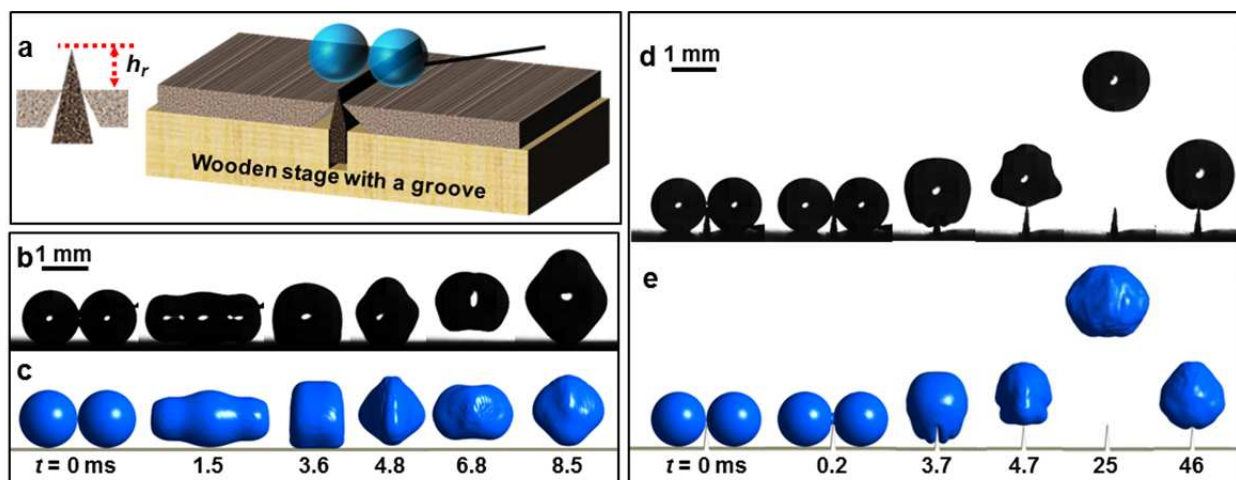 a
h_r
Wooden stage with a groove
b 1 mm
c
t = 0 ms 1.5 3.6 4.8 6.8 8.5
d
1 mm
e
t = 0 ms 0.2 3.7 4.7 25 46